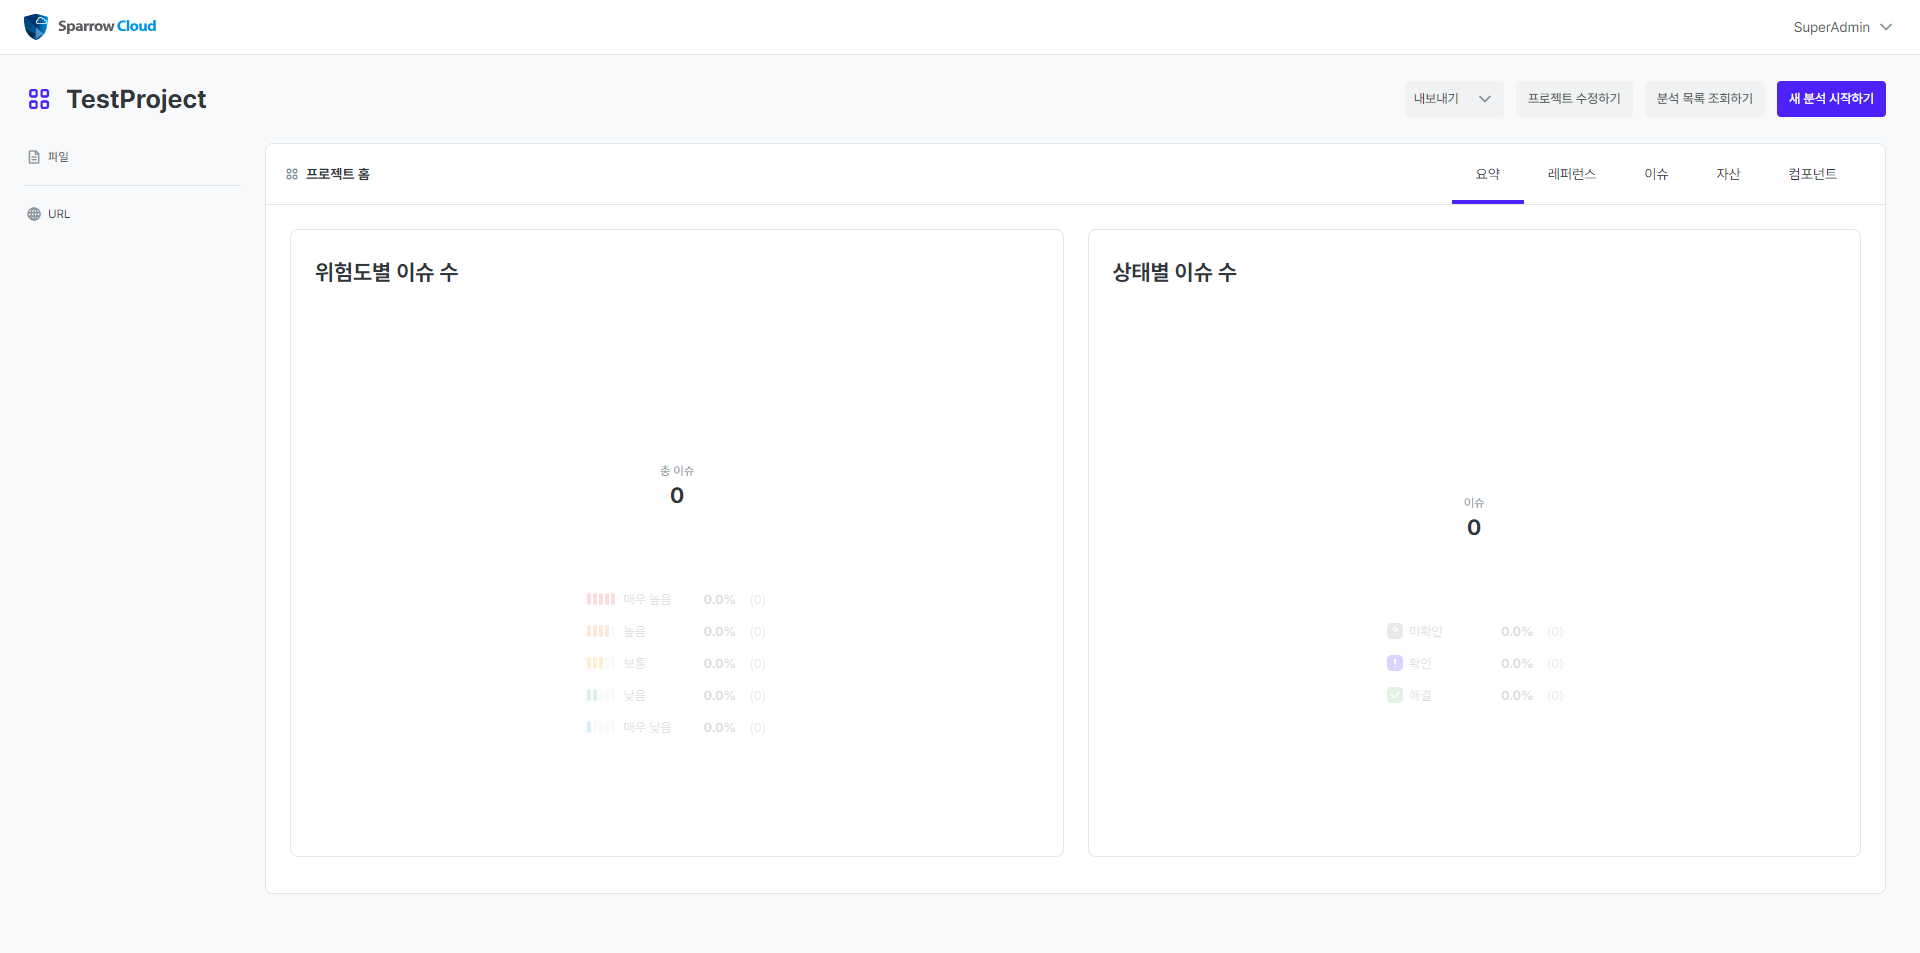 Sparrow Cloud
SuperAdmin
TestProject
내보내기
프로젝트 수정하기
분석 목록 조회하기
새 분석 시작하기
파일
URL
프로젝트 홈
요약
레퍼런스
이슈
자산
컴포넌트
위험도별 이슈 수
총 이슈
0
매우 높음 0.0% (0)
높음 0.0% (0)
보통 0.0% (0)
낮음 0.0% (0)
매우 낮음 0.0% (0)
상태별 이슈 수
이슈
0
미확인 0.0% (0)
확인 0.0% (0)
해결 0.0% (0)